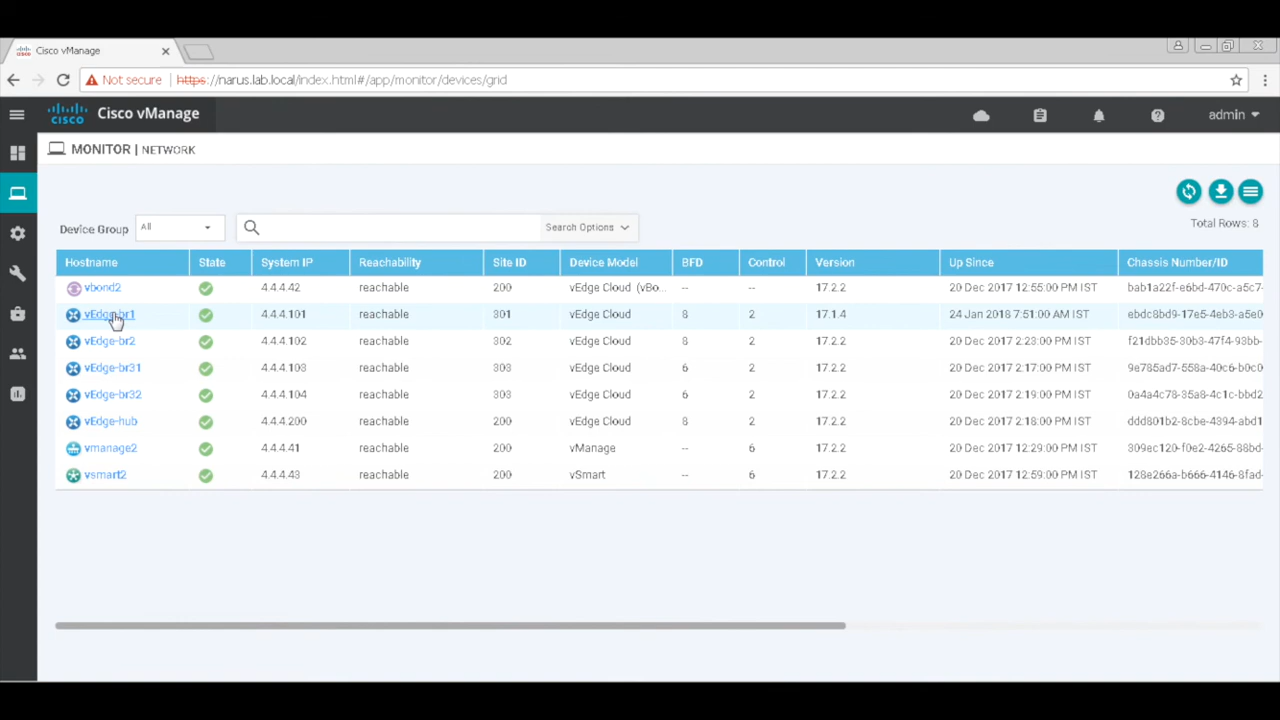 Cisco vManage
Not secure | https://narus.lab.local/index.html#/app/monitor/devices/grid
cisco Cisco vManage admin
MONITOR | NETWORK
Device Group All Search Options
Total Rows: 8
Hostname State System IP Reachability Site ID Device Model BFD Control Version Up Since Chassis Number/ID
vbond2 4.4.4.42 reachable 200 vEdge Cloud (vBo... -- -- 17.2.2 20 Dec 2017 12:55:00 PM IST bab1a22f-e6bd-470c-a5c7-
vEdge-br1 4.4.4.101 reachable 301 vEdge Cloud 8 2 17.1.4 24 Jan 2018 7:51:00 AM IST ebdc8bd9-17e5-4eb3-a5e0
vEdge-br2 4.4.4.102 reachable 302 vEdge Cloud 8 2 17.2.2 20 Dec 2017 2:23:00 PM IST f21dbb35-30b3-47f4-93bb-
vEdge-br31 4.4.4.103 reachable 303 vEdge Cloud 6 2 17.2.2 20 Dec 2017 2:17:00 PM IST 9e785ad7-558a-40c6-b0c0
vEdge-br32 4.4.4.104 reachable 303 vEdge Cloud 6 2 17.2.2 20 Dec 2017 2:19:00 PM IST 0a4a4c78-35a8-4c1c-bbd2
vEdge-hub 4.4.4.200 reachable 200 vEdge Cloud 8 2 17.2.2 20 Dec 2017 2:18:00 PM IST ddd801b2-8cbe-4394-abd1
vmanage2 4.4.4.41 reachable 200 vManage -- 6 17.2.2 20 Dec 2017 12:29:00 PM IST 309ec120-f0e2-4265-88bd-
vsmart2 4.4.4.43 reachable 200 vSmart -- 6 17.2.2 20 Dec 2017 12:59:00 PM IST 128e266a-b666-4146-8fad-